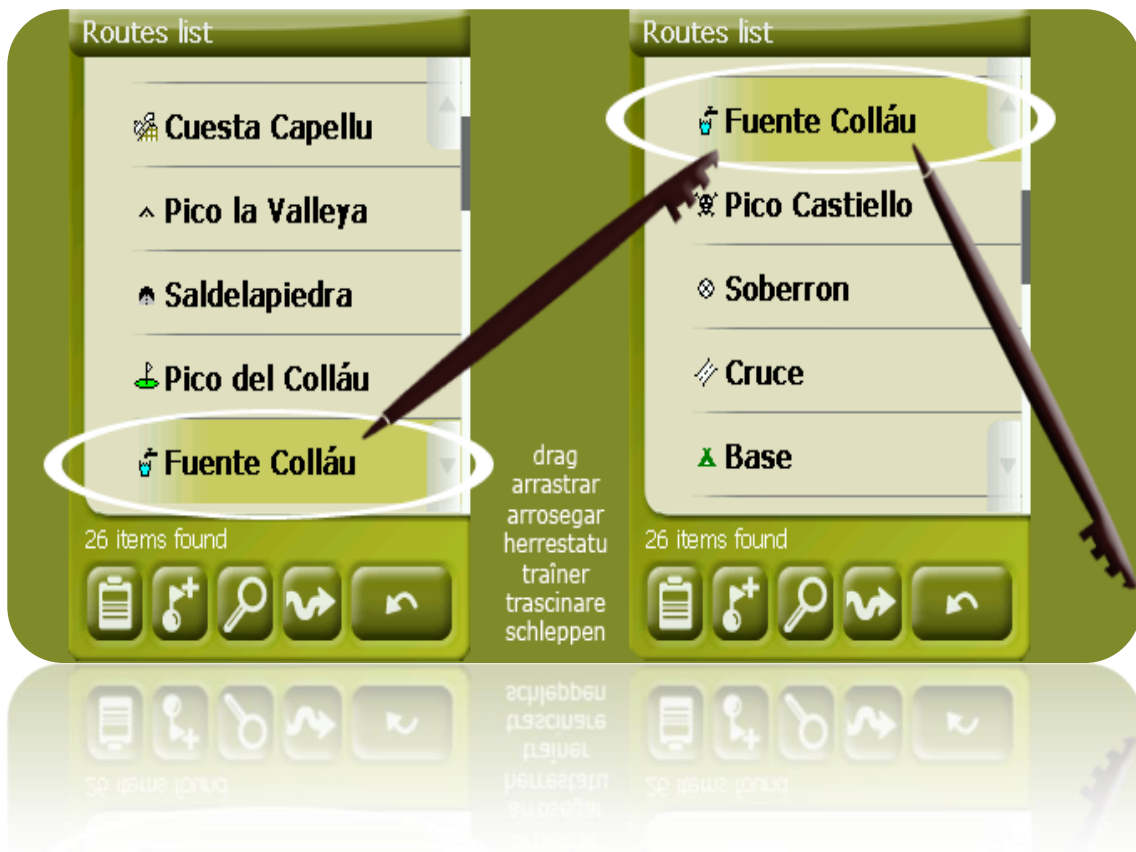 Routes list
Cuesta Capellu
Pico la Valleya
Saldelapiedra
Pico del Colláu
Fuente Colláu
26 items found
drag
arrastrar
arrosegar
herrestatu
traîner
trascinare
schleppen
Routes list
Fuente Colláu
Pico Castiello
Soberron
Cruce
Base
26 items found